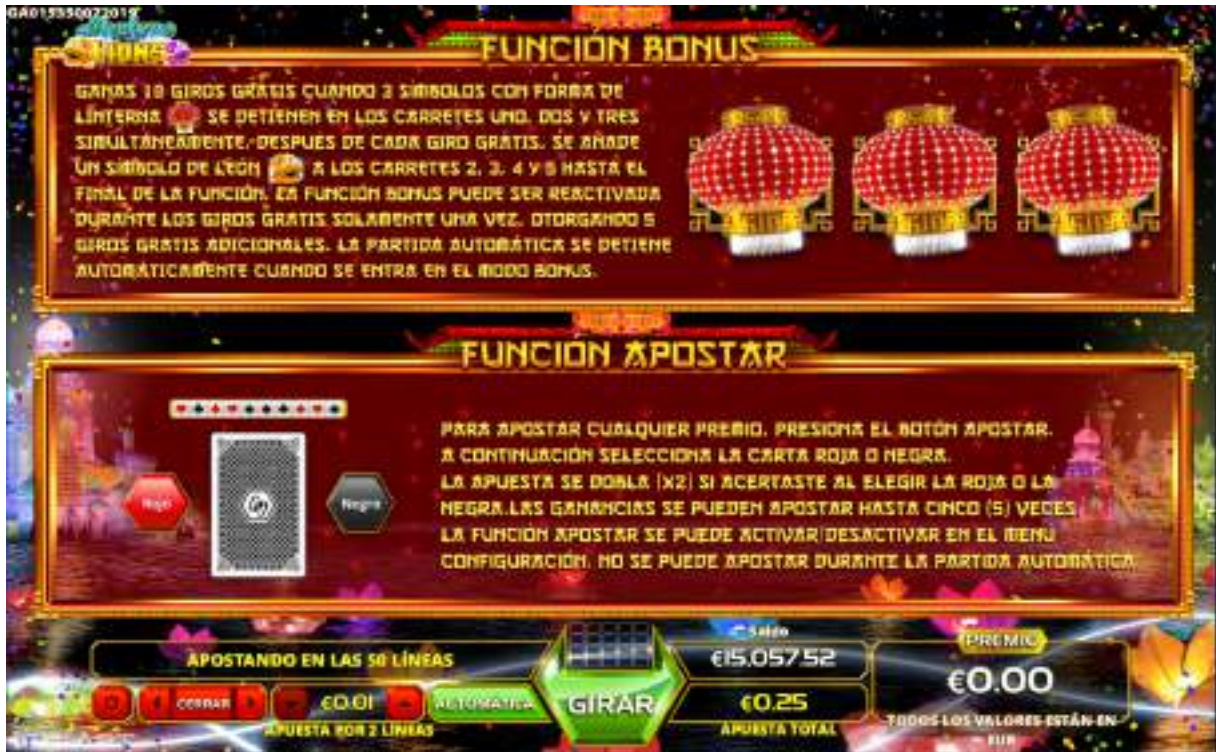 GA015550022019
LIONS
FUNCIÓN BONUS
GANAS 10 GIROS GRATIS CUANDO 3 SÍMBOLOS CON FORMA DE
LINTERNA SE DETIENEN EN LOS CARRETES UNO, DOS Y TRES
SIMULTÁNEAMENTE. DESPUÉS DE CADA GIRO GRATIS, SE AÑADE
UN SÍMBOLO DE LEÓN A LOS CARRETES 2, 3, 4 Y 5 HASTA EL
FINAL DE LA FUNCIÓN. LA FUNCIÓN BONUS PUEDE SER REACTIVADA
DURANTE LOS GIROS GRATIS SOLAMENTE UNA VEZ, OTORGANDO 5
GIROS GRATIS ADICIONALES. LA PARTIDA AUTOMÁTICA SE DETIENE
AUTOMÁTICAMENTE CUANDO SE ENTRA EN EL MODO BONUS.
FUNCIÓN APOSTAR
PARA APOSTAR CUALQUIER PREMIO, PRESIONA EL BOTÓN APOSTAR.
A CONTINUACIÓN SELECCIONA LA CARTA ROJA O NEGRA.
LA APUESTA SE DOBLA (X2) SI ACERTASTE AL ELEGIR LA ROJA O LA
NEGRA.LAS GANANCIAS SE PUEDEN APOSTAR HASTA CINCO (5) VECES
LA FUNCIÓN APOSTAR SE PUEDE ACTIVAR/DESACTIVAR EN EL MENU
CONFIGURACIÓN. NO SE PUEDE APOSTAR DURANTE LA PARTIDA AUTOMÁTICA
Rojo
Negro
APOSTANDO EN LAS 50 LÍNEAS
CERRAR
€0.01
APUESTA POR 2 LÍNEAS
AUTOMÁTICA
GIRAR
Saldo
€15.057.52
€0.25
APUESTA TOTAL
PREMIO
€0.00
TODOS LOS VALORES ESTÁN EN
EUR